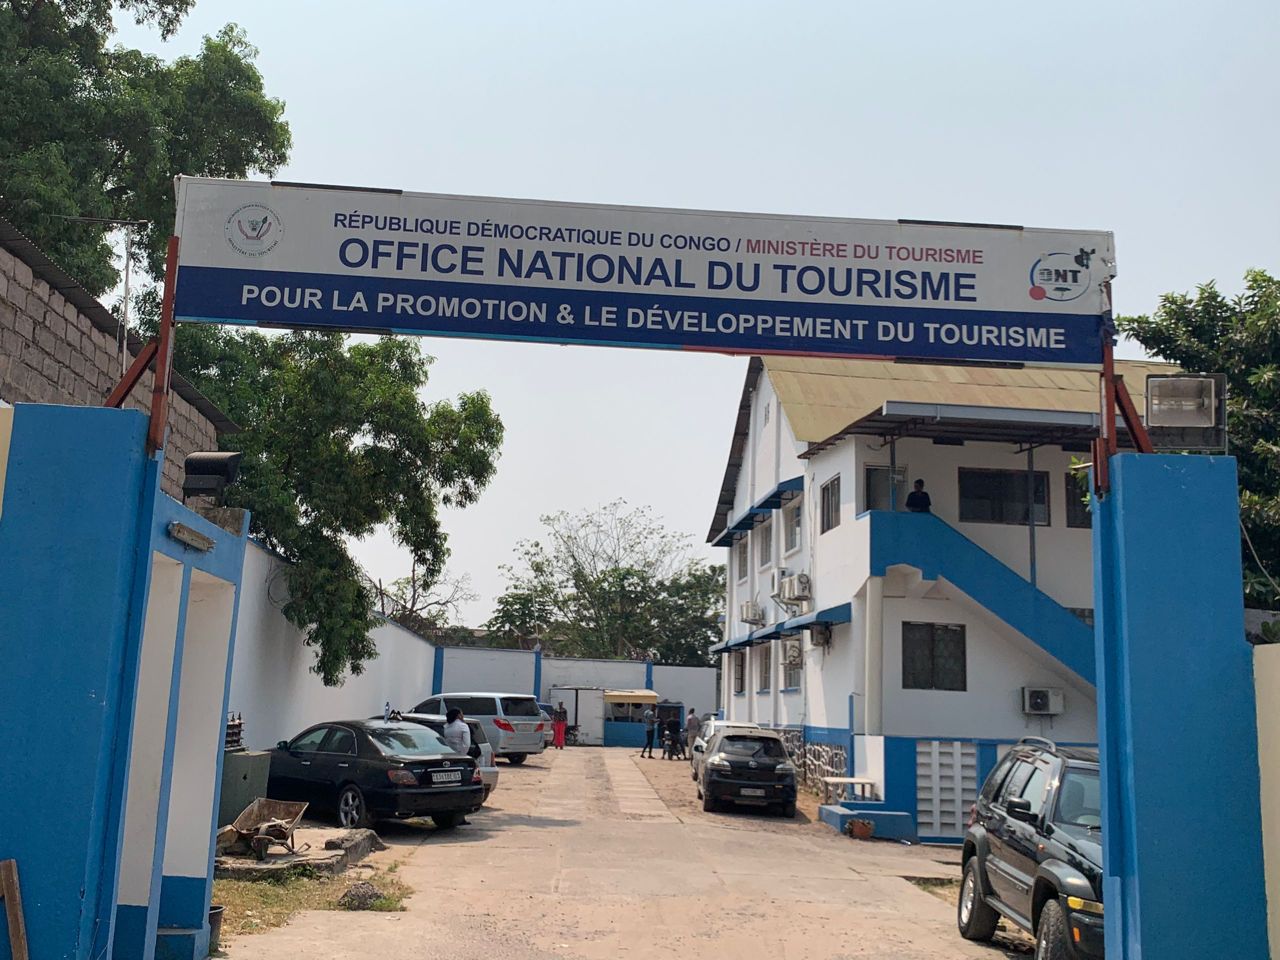 RÉPUBLIQUE DÉMOCRATIQUE DU CONGO / MINISTÈRE DU TOURISME
OFFICE NATIONAL DU TOURISME
POUR LA PROMOTION & LE DÉVELOPPEMENT DU TOURISME
ONT